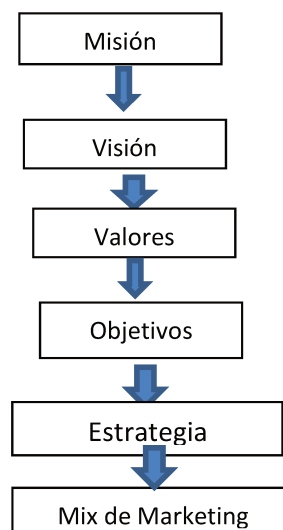 Misión
Visión
Valores
Objetivos
Estrategia
Mix de Marketing